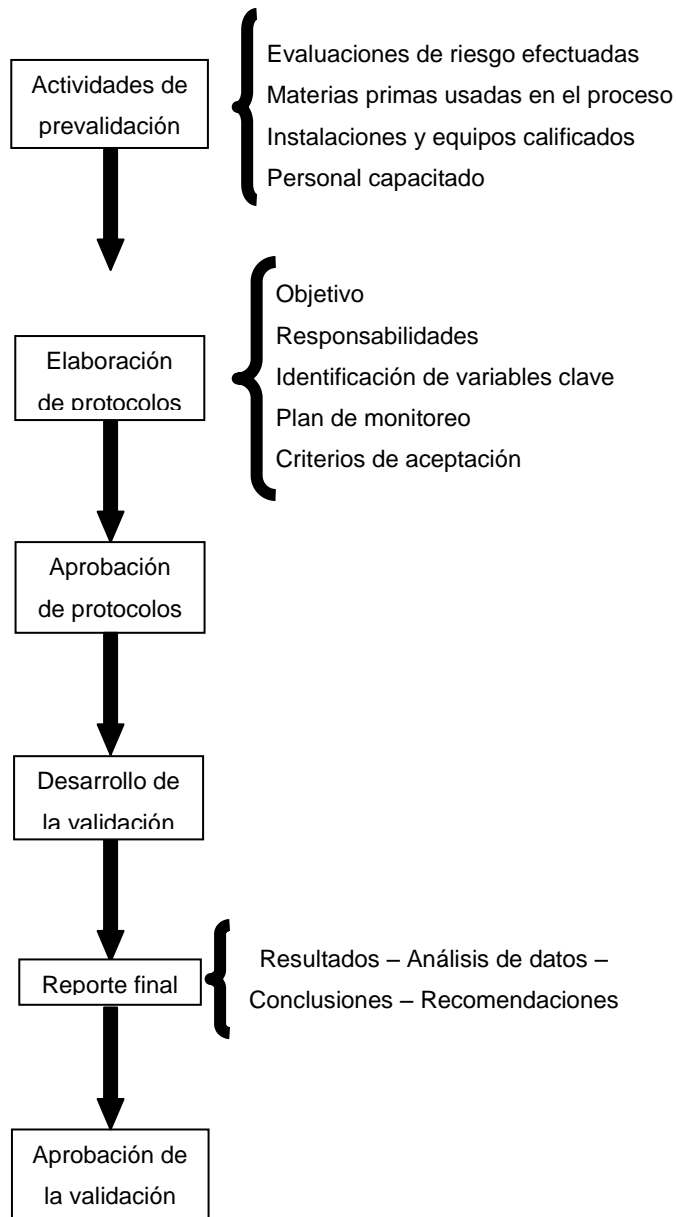 Actividades de
prevalidación
Evaluaciones de riesgo efectuadas
Materias primas usadas en el proceso
Instalaciones y equipos calificados
Personal capacitado
Elaboración
de protocolos
Objetivo
Responsabilidades
Identificación de variables clave
Plan de monitoreo
Criterios de aceptación
Aprobación
de protocolos
Desarrollo de
la validación
Reporte final
Resultados – Análisis de datos –
Conclusiones – Recomendaciones
Aprobación de
la validación